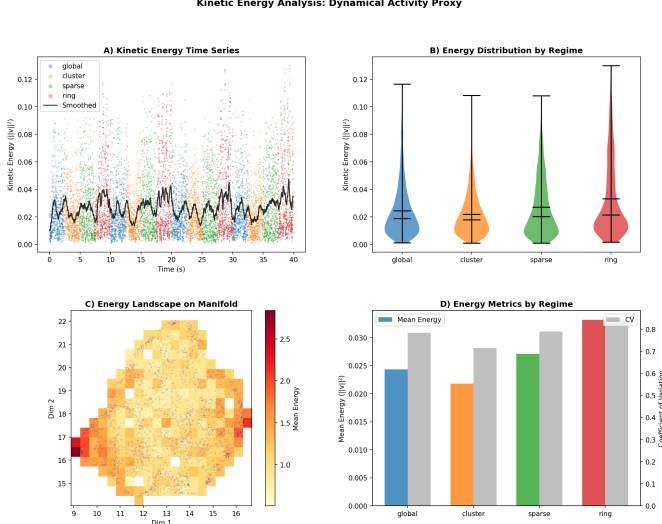 Kinetic Energy Analysis: Dynamical Activity Proxy
A) Kinetic Energy Time Series
Kinetic Energy (||v||²)
0.12
0.10
0.08
0.06
0.04
0.02
0.00
global
cluster
sparse
ring
Smoothed
0 5 10 15 20 25 30 35 40
Time (s)
B) Energy Distribution by Regime
Kinetic Energy (||v||²)
0.12
0.10
0.08
0.06
0.04
0.02
0.00
global cluster sparse ring
C) Energy Landscape on Manifold
Dim 2
22
21
20
19
18
17
16
15
9 10 11 12 13 14 15 16
Dim 1
2.5
2.0
1.5
1.0
Mean Energy
D) Energy Metrics by Regime
Mean Energy (||v||²)
0.030
0.025
0.020
0.015
0.010
0.005
0.000
Mean Energy
CV
global cluster sparse ring
0.8
0.7
0.6
0.5
0.4
0.3
0.2
0.1
0.0
Coefficient of Variation